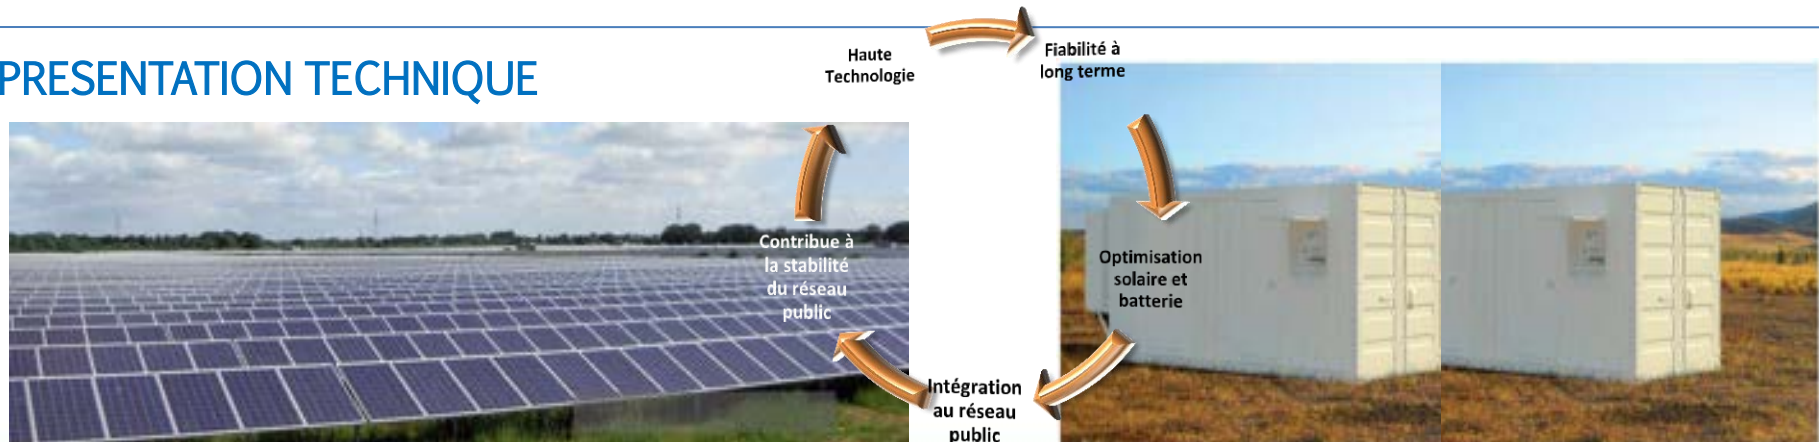 PRESENTATION TECHNIQUE
Haute
Technologie
Fiabilité à
long terme
Optimisation
solaire et
batterie
Intégration
au réseau
public
Contribue à
la stabilité
du réseau
public